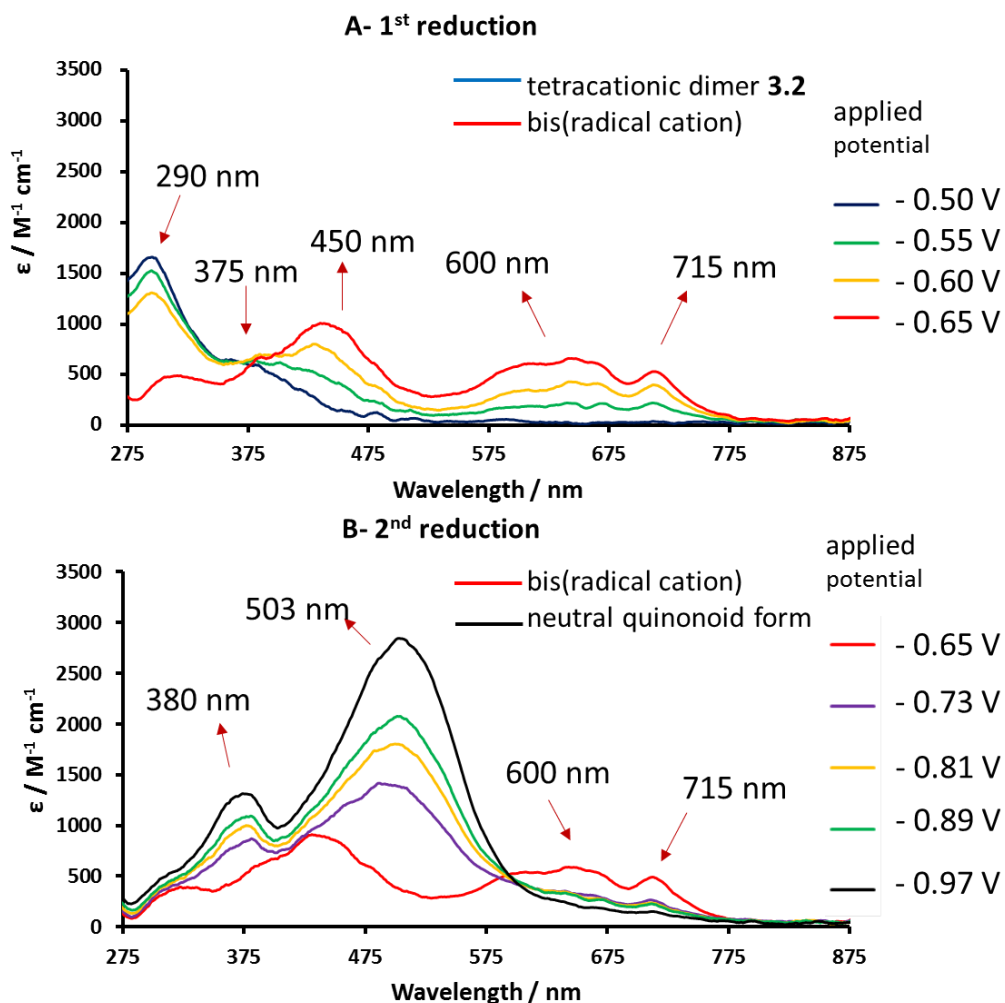 A- 1st reduction
3500
3000
2500
2000
1500
1000
500
0
ε / M-1 cm-1
tetracationic dimer 3.2
bis(radical cation)
290 nm
375 nm
450 nm
600 nm
715 nm
275 375 475 575 675 775 875
Wavelength / nm
applied
potential
- 0.50 V
- 0.55 V
- 0.60 V
- 0.65 V
B- 2nd reduction
3500
3000
2500
2000
1500
1000
500
0
ε / M-1 cm-1
bis(radical cation)
neutral quinonoid form
503 nm
380 nm
600 nm
715 nm
275 375 475 575 675 775 875
Wavelength / nm
applied
potential
- 0.65 V
- 0.73 V
- 0.81 V
- 0.89 V
- 0.97 V